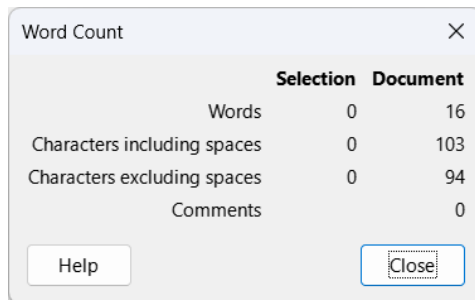 Word Count
Selection Document
Words 0 16
Characters including spaces 0 103
Characters excluding spaces 0 94
Comments 0
Help Close